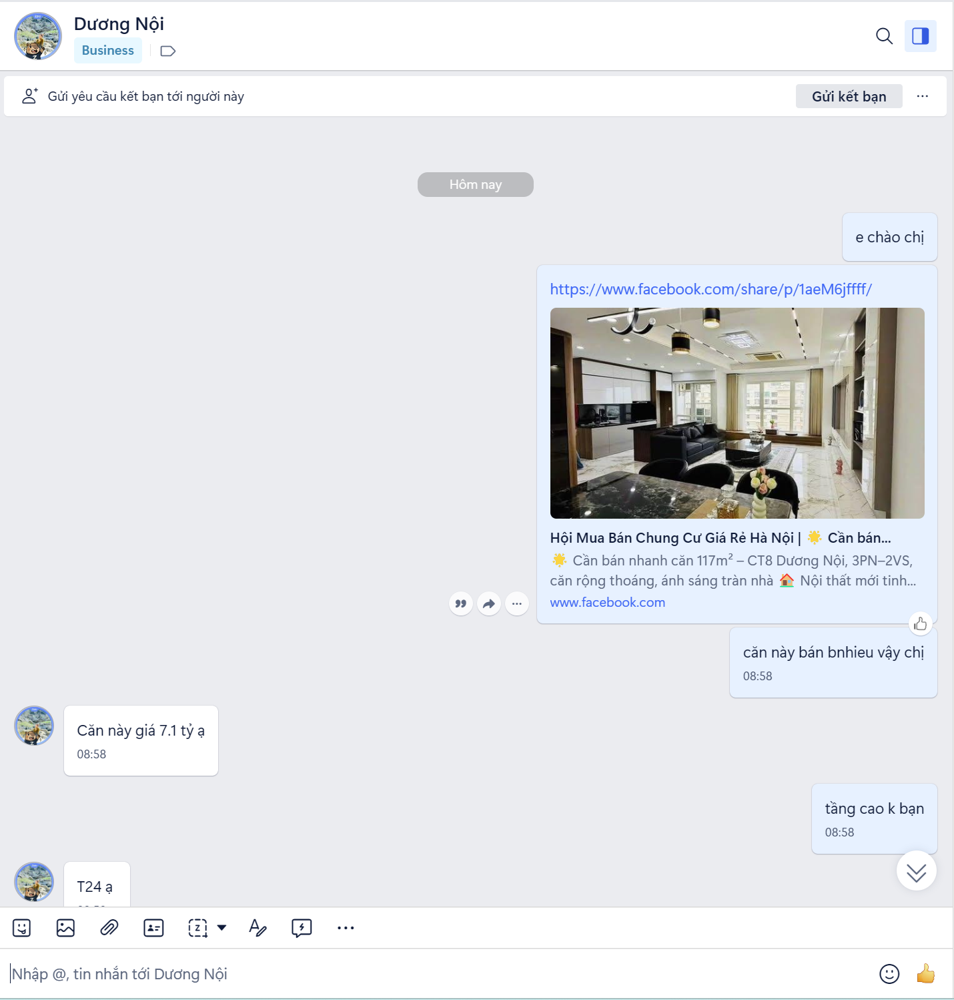 Dương Nội
Business
Gửi yêu cầu kết bạn tới người này
Gửi kết bạn
Hôm nay
e chào chị
https://www.facebook.com/share/p/1aeM6jffff/
Hội Mua Bán Chung Cư Giá Rẻ Hà Nội | 🌟 Cần bán...
🌟 Cần bán nhanh căn 117m² – CT8 Dương Nội, 3PN–2VS,
căn rộng thoáng, ánh sáng tràn nhà 🏠 Nội thất mới tinh...
www.facebook.com
căn này bán bnhieu vậy chị
08:58
Căn này giá 7.1 tỷ ạ
08:58
tầng cao k bạn
08:58
T24 ạ
Nhập @, tin nhắn tới Dương Nội